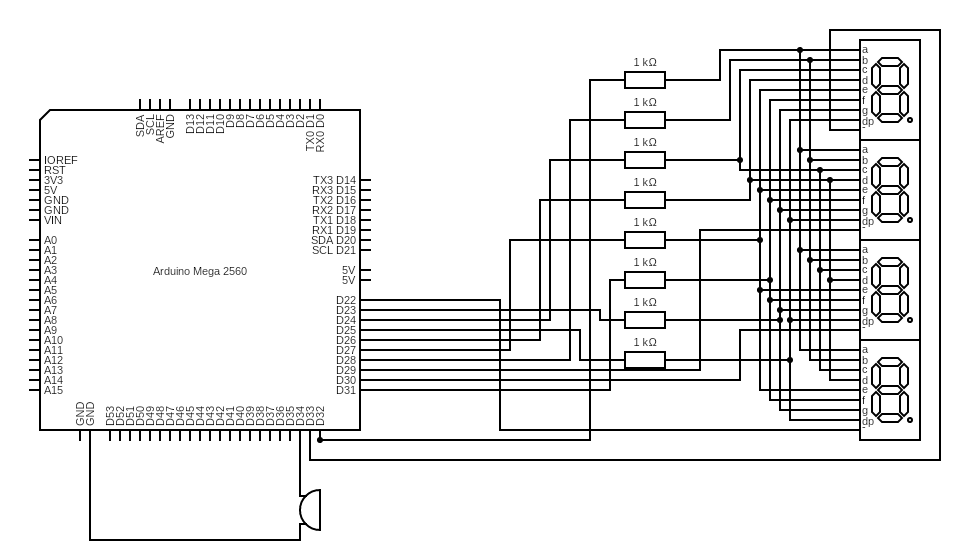 SDA
SCL
AREF
GND
D13
D12
D11
D10
D9
D8
D7
D6
D5
D4
D3
D2
TX0 D1
RX0 D0
IOREF
RST
3V3
5V
GND
GND
VIN
A0
A1
A2
A3
A4
A5
A6
A7
A8
A9
A10
A11
A12
A13
A14
A15
Arduino Mega 2560
TX3 D14
RX3 D15
TX2 D16
RX2 D17
TX1 D18
RX1 D19
SDA D20
SCL D21
5V
5V
D22
D23
D24
D25
D26
D27
D28
D29
D30
D31
GND
GND
D53
D52
D51
D50
D49
D48
D47
D46
D45
D44
D43
D42
D41
D40
D39
D38
D37
D36
D35
D34
D33
D32
1 kΩ
1 kΩ
1 kΩ
1 kΩ
1 kΩ
1 kΩ
1 kΩ
1 kΩ
a
b
c
d
e
f
g
dp
-
a
b
c
d
e
f
g
dp
-
a
b
c
d
e
f
g
dp
-
a
b
c
d
e
f
g
dp
-